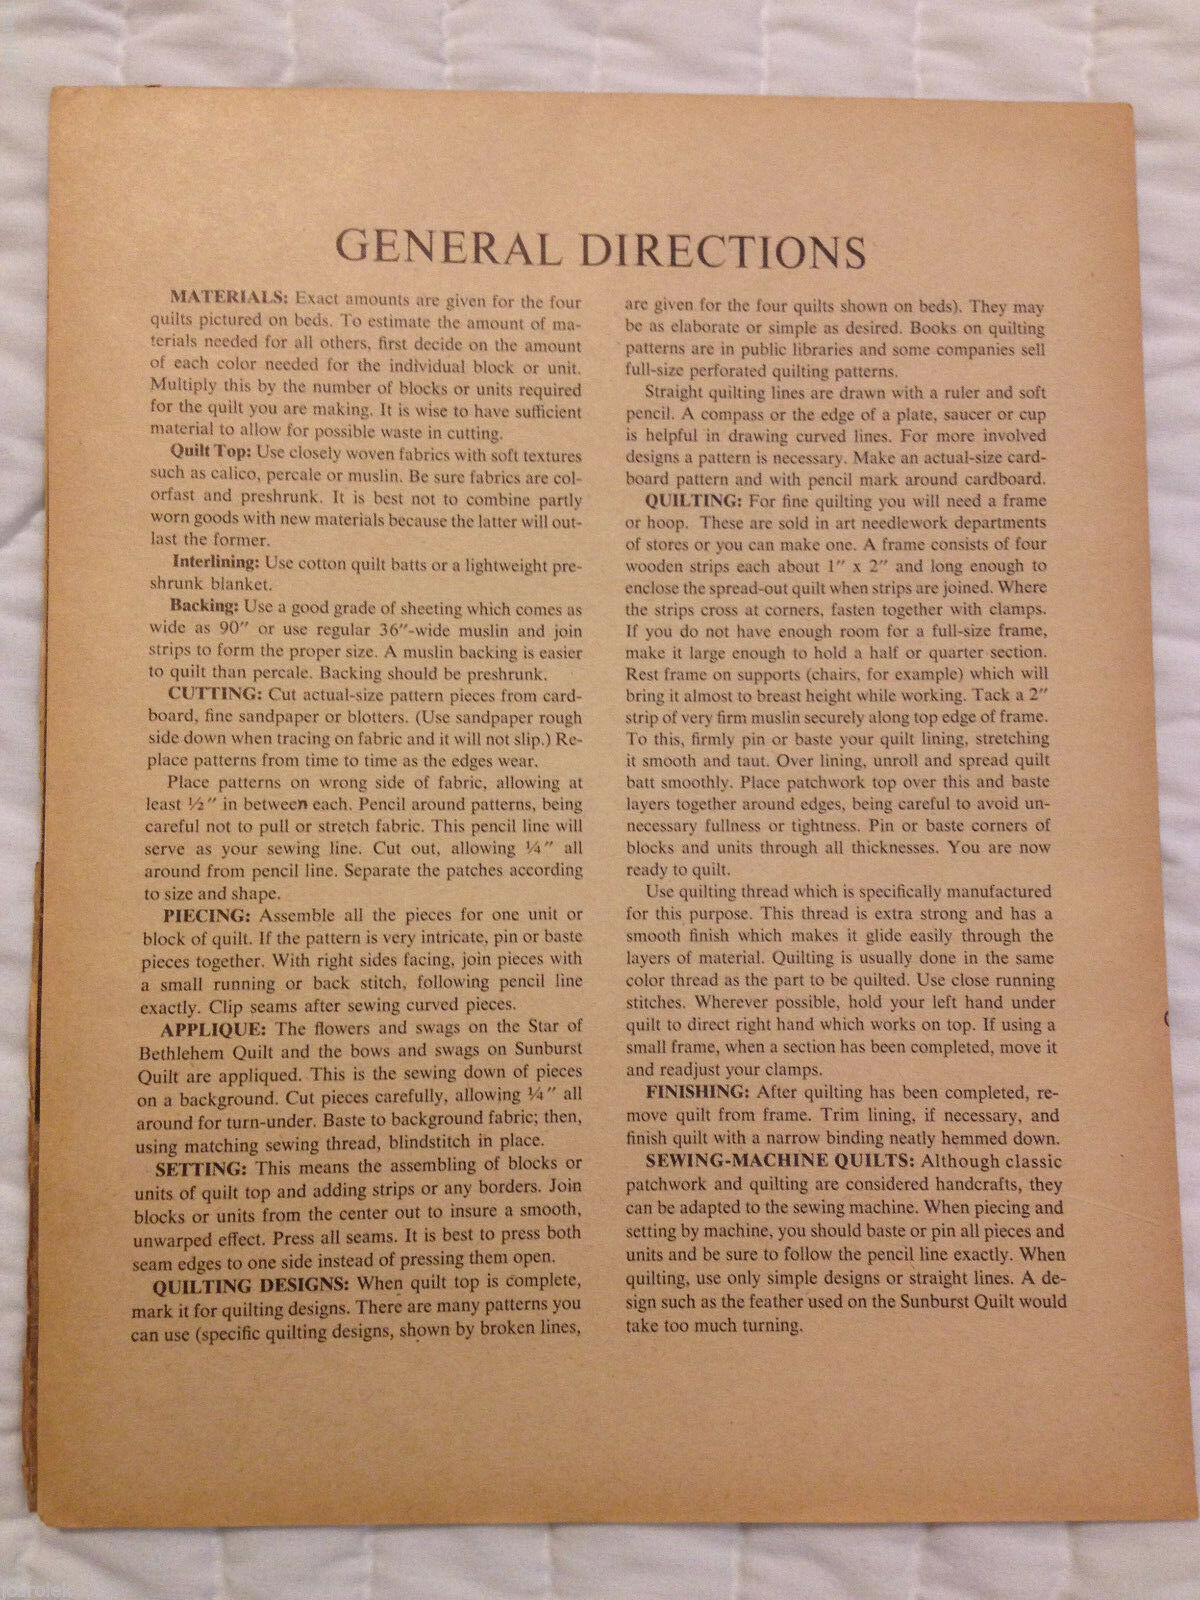 GENERAL DIRECTIONS
MATERIALS: Exact amounts are given for the four
quilts pictured on beds. To estimate the amount of ma-
terials needed for all others, first decide on the amount
of each color needed for the individual block or unit.
Multiply this by the number of blocks or units required
for the quilt you are making. It is wise to have sufficient
material to allow for possible waste in cutting.
Quilt Top: Use closely woven fabrics with soft textures
such as calico, percale or muslin. Be sure fabrics are col-
orfast and preshrunk. It is best not to combine partly
worn goods with new materials because the latter will out-
last the former.
Interlining: Use cotton quilt batts or a lightweight pre-
shrunk blanket.
Backing: Use a good grade of sheeting which comes as
wide as 90″ or use regular 36″-wide muslin and join
strips to form the proper size. A muslin backing is easier
to quilt than percale. Backing should be preshrunk.
CUTTING: Cut actual-size pattern pieces from card-
board, fine sandpaper or blotters. (Use sandpaper rough
side down when tracing on fabric and it will not slip.) Re-
place patterns from time to time as the edges wear.
Place patterns on wrong side of fabric, allowing at
least ½″ in between each. Pencil around patterns, being
careful not to pull or stretch fabric. This pencil line will
serve as your sewing line. Cut out, allowing ¼″ all
around from pencil line. Separate the patches according
to size and shape.
PIECING: Assemble all the pieces for one unit or
block of quilt. If the pattern is very intricate, pin or baste
pieces together. With right sides facing, join pieces with
a small running or back stitch, following pencil line
exactly. Clip seams after sewing curved pieces.
APPLIQUE: The flowers and swags on the Star of
Bethlehem Quilt and the bows and swags on Sunburst
Quilt are appliqued. This is the sewing down of pieces
on a background. Cut pieces carefully, allowing ¼″ all
around for turn-under. Baste to background fabric; then,
using matching sewing thread, blindstitch in place.
SETTING: This means the assembling of blocks or
units of quilt top and adding strips or any borders. Join
blocks or units from the center out to insure a smooth,
unwarped effect. Press all seams. It is best to press both
seam edges to one side instead of pressing them open.
QUILTING DESIGNS: When quilt top is complete,
mark it for quilting designs. There are many patterns you
can use (specific quilting designs, shown by broken lines,
are given for the four quilts shown on beds). They may
be as elaborate or simple as desired. Books on quilting
patterns are in public libraries and some companies sell
full-size perforated quilting patterns.
Straight quilting lines are drawn with a ruler and soft
pencil. A compass or the edge of a plate, saucer or cup
is helpful in drawing curved lines. For more involved
designs a pattern is necessary. Make an actual-size card-
board pattern and with pencil mark around cardboard.
QUILTING: For fine quilting you will need a frame
or hoop. These are sold in art needlework departments
of stores or you can make one. A frame consists of four
wooden strips each about 1″ x 2″ and long enough to
enclose the spread-out quilt when strips are joined. Where
the strips cross at corners, fasten together with clamps.
If you do not have enough room for a full-size frame,
make it large enough to hold a half or quarter section.
Rest frame on supports (chairs, for example) which will
bring it almost to breast height while working. Tack a 2″
strip of very firm muslin securely along top edge of frame.
To this, firmly pin or baste your quilt lining, stretching
it smooth and taut. Over lining, unroll and spread quilt
batt smoothly. Place patchwork top over this and baste
layers together around edges, being careful to avoid un-
necessary fullness or tightness. Pin or baste corners of
blocks and units through all thicknesses. You are now
ready to quilt.
Use quilting thread which is specifically manufactured
for this purpose. This thread is extra strong and has a
smooth finish which makes it glide easily through the
layers of material. Quilting is usually done in the same
color thread as the part to be quilted. Use close running
stitches. Wherever possible, hold your left hand under
quilt to direct right hand which works on top. If using a
small frame, when a section has been completed, move it
and readjust your clamps.
FINISHING: After quilting has been completed, re-
move quilt from frame. Trim lining, if necessary, and
finish quilt with a narrow binding neatly hemmed down.
SEWING-MACHINE QUILTS: Although classic
patchwork and quilting are considered handcrafts, they
can be adapted to the sewing machine. When piecing and
setting by machine, you should baste or pin all pieces and
units and be sure to follow the pencil line exactly. When
quilting, use only simple designs or straight lines. A de-
sign such as the feather used on the Sunburst Quilt would
take too much turning.